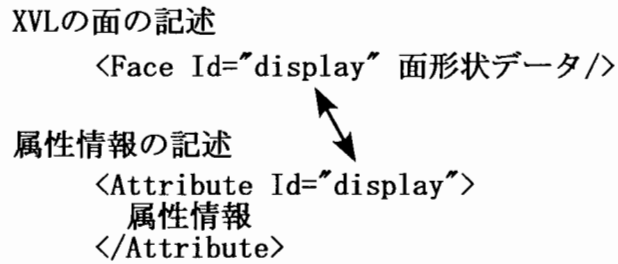 XVLの面の記述
<Face Id="display" 面形状データ/>
属性情報の記述
<Attribute Id="display">
属性情報
</Attribute>